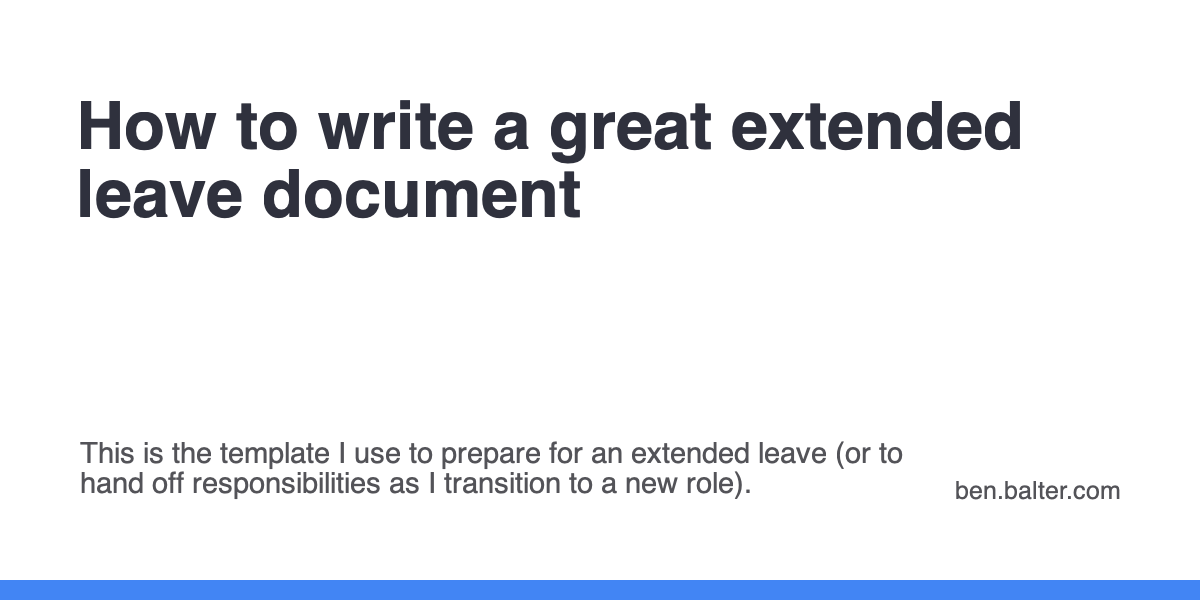 How to write a great extended
leave document
This is the template I use to prepare for an extended leave (or to
hand off responsibilities as I transition to a new role).
ben.balter.com